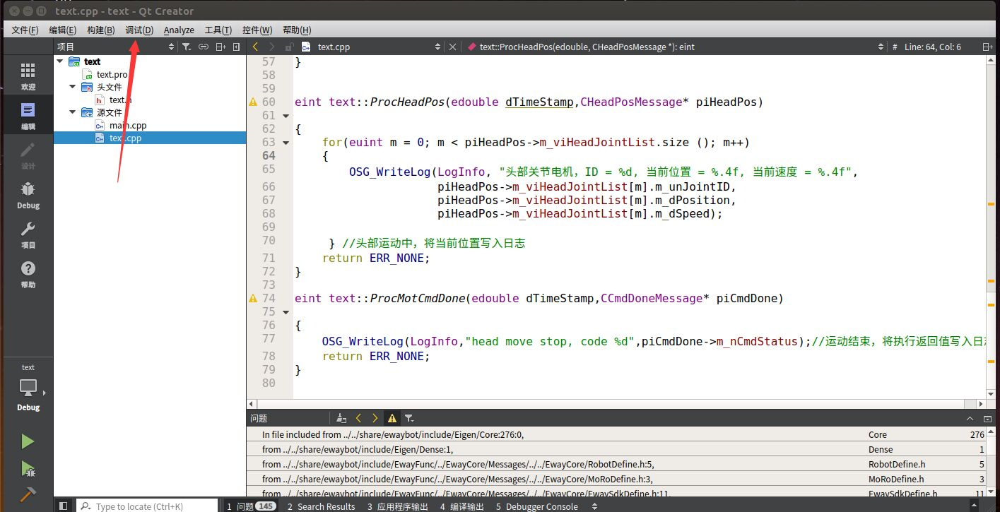 text.cpp - text - Qt Creator
文件(F) 编辑(E) 构建(B) 调试(D) Analyze 工具(T) 控件(W) 帮助(H)
项目
text.cpp
text::ProcHeadPos(edouble, CHeadPosMessage *): eint
# Line: 64, Col: 6
欢迎
编辑
设计
Debug
项目
帮助
text
Debug
text
text.pro
头文件
text.h
源文件
main.cpp
text.cpp
57 }
58
59
60 eint text::ProcHeadPos(edouble dTimeStamp,CHeadPosMessage* piHeadPos)
61
62 {
63 for(euint m = 0; m < piHeadPos->m_viHeadJointList.size (); m++)
64 {
65 OSG_WriteLog(LogInfo, "头部关节电机，ID = %d, 当前位置 = %.4f, 当前速度 = %.4f",
66 piHeadPos->m_viHeadJointList[m].m_unJointID,
67 piHeadPos->m_viHeadJointList[m].m_dPosition,
68 piHeadPos->m_viHeadJointList[m].m_dSpeed);
69
70 } //头部运动中，将当前位置写入日志
71 return ERR_NONE;
72 }
73
74 eint text::ProcMotCmdDone(edouble dTimeStamp,CCmdDoneMessage* piCmdDone)
75
76 {
77 OSG_WriteLog(LogInfo,"head move stop, code %d",piCmdDone->m_nCmdStatus);//运动结束，将执行返回值写入日
78 return ERR_NONE;
79 }
80
问题
In file included from ../../share/ewaybot/include/Eigen/Core:276:0, Core 276
from ../../share/ewaybot/include/Eigen/Dense:1, Dense 1
from ../../share/ewaybot/include/EwayFunc/../EwayCore/Messages/../../EwayCore/RobotDefine.h:5, RobotDefine.h 5
from ../../share/ewaybot/include/EwayFunc/../EwayCore/Messages/../../EwayCore/MoRoDefine.h:3, MoRoDefine.h 3
from ../../share/ewaybot/include/EwayFunc/../EwayCore/Messages/../../EwayCore/EwaySdkDefine.h:11, EwaySdkDefine.h 11
Type to locate (Ctrl+K) 1 问题 145 2 Search Results 3 应用程序输出 4 编译输出 5 Debugger Console